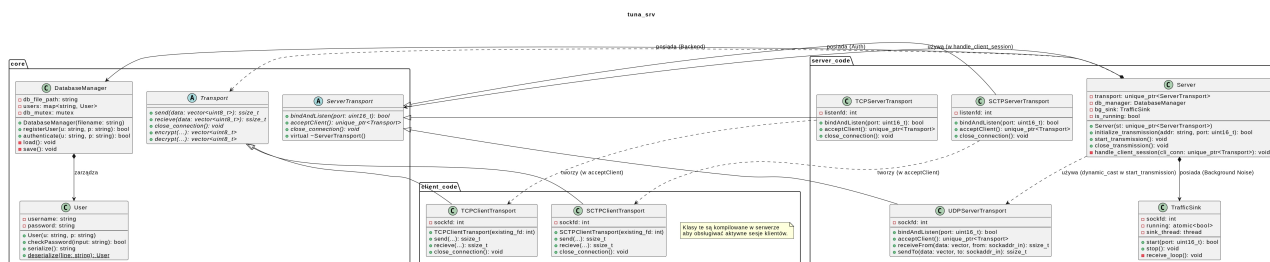 tuna_srv
posiada (Backend)
posiada (Auth)
używa (w handle_client_session)
core
DatabaseManager
db_file_path: string
users: map<string, User>
db_mutex: mutex
DatabaseManager(filename: string)
registerUser(u: string, p: string): bool
authenticate(u: string, p: string): bool
load(): void
save(): void
A Transport
send(data: vector<uint8_t>): ssize_t
recieve(data: vector<uint8_t>): ssize_t
close_connection(): void
encrypt(...): vector<uint8_t>
decrypt(...): vector<uint8_t>
A ServerTransport
bindAndListen(port: uint16_t): bool
acceptClient(): unique_ptr<Transport>
close_connection(): void
virtual ~ServerTransport()
zarządza
C User
username: string
password: string
User(u: string, p: string)
checkPassword(input: string): bool
serialize(): string
deserialize(line: string): User
server_code
C TCPServerTransport
listenfd: int
bindAndListen(port: uint16_t): bool
acceptClient(): unique_ptr<Transport>
close_connection(): void
C SCTPServerTransport
listenfd: int
bindAndListen(port: uint16_t): bool
acceptClient(): unique_ptr<Transport>
close_connection(): void
C Server
transport: unique_ptr<ServerTransport>
db_manager: DatabaseManager
bg_sink: TrafficSink
is_running: bool
Server(t: unique_ptr<ServerTransport>)
initialize_transmission(addr: string, port: uint16_t): bool
start_transmission(): void
close_transmission(): void
handle_client_session(cli_conn: unique_ptr<Transport>): void
tworzy (w acceptClient)
tworzy (w acceptClient)
używa (dynamic_cast w start_transmission)
posiada (Background Noise)
client_code
C TCPClientTransport
sockfd: int
TCPClientTransport(existing_fd: int)
send(...): ssize_t
recieve(...): ssize_t
close_connection(): void
C SCTPClientTransport
sockfd: int
SCTPClientTransport(existing_fd: int)
send(...): ssize_t
recieve(...): ssize_t
close_connection(): void
Klasy te są kompilowane w serwerze
aby obsługiwać aktywne sesje klientów.
C UDPServerTransport
sockfd: int
bindAndListen(port: uint16_t): bool
acceptClient(): unique_ptr<Transport>
receiveFrom(data: vector, from: sockaddr_in): ssize_t
sendTo(data: vector, to: sockaddr_in): ssize_t
C TrafficSink
sockfd: int
running: atomic<bool>
sink_thread: thread
start(port: uint16_t): bool
stop(): void
receive_loop(): void